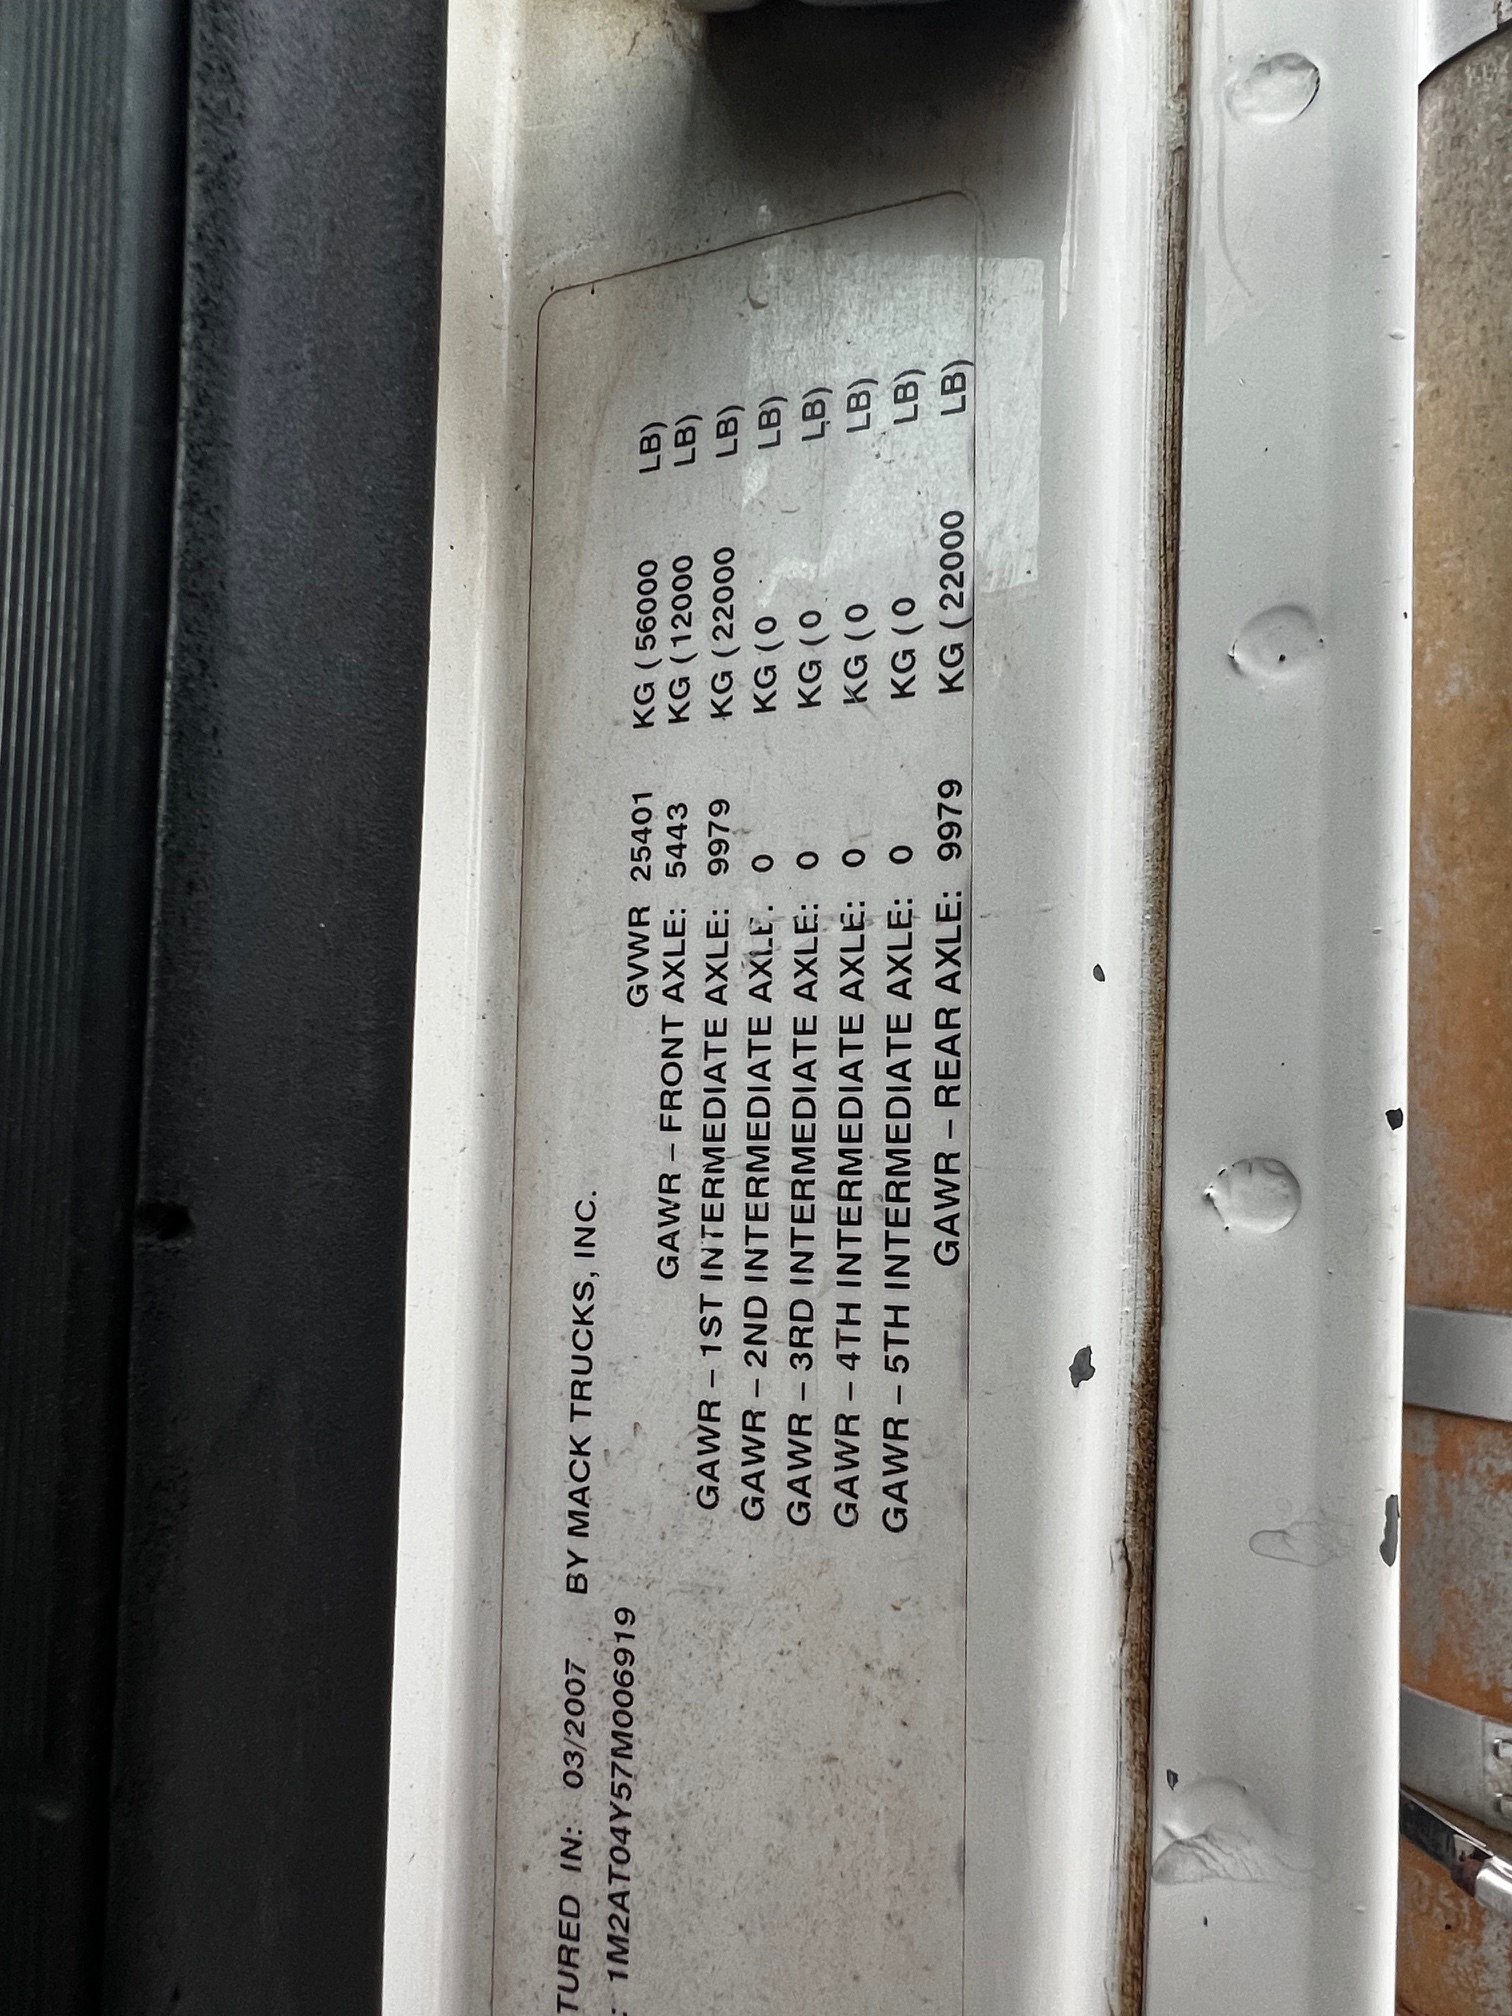 TURED IN: 03/2007 BY MACK TRUCKS, INC.
: 1M2AT04Y57M006919
GVWR 25401 KG (56000 LB)
GAWR – FRONT AXLE: 5443 KG (12000 LB)
GAWR – 1ST INTERMEDIATE AXLE: 9979 KG (22000 LB)
GAWR – 2ND INTERMEDIATE AXLE: 0 KG (0 LB)
GAWR – 3RD INTERMEDIATE AXLE: 0 KG (0 LB)
GAWR – 4TH INTERMEDIATE AXLE: 0 KG (0 LB)
GAWR – 5TH INTERMEDIATE AXLE: 0 KG (0 LB)
GAWR – REAR AXLE: 9979 KG (22000 LB)